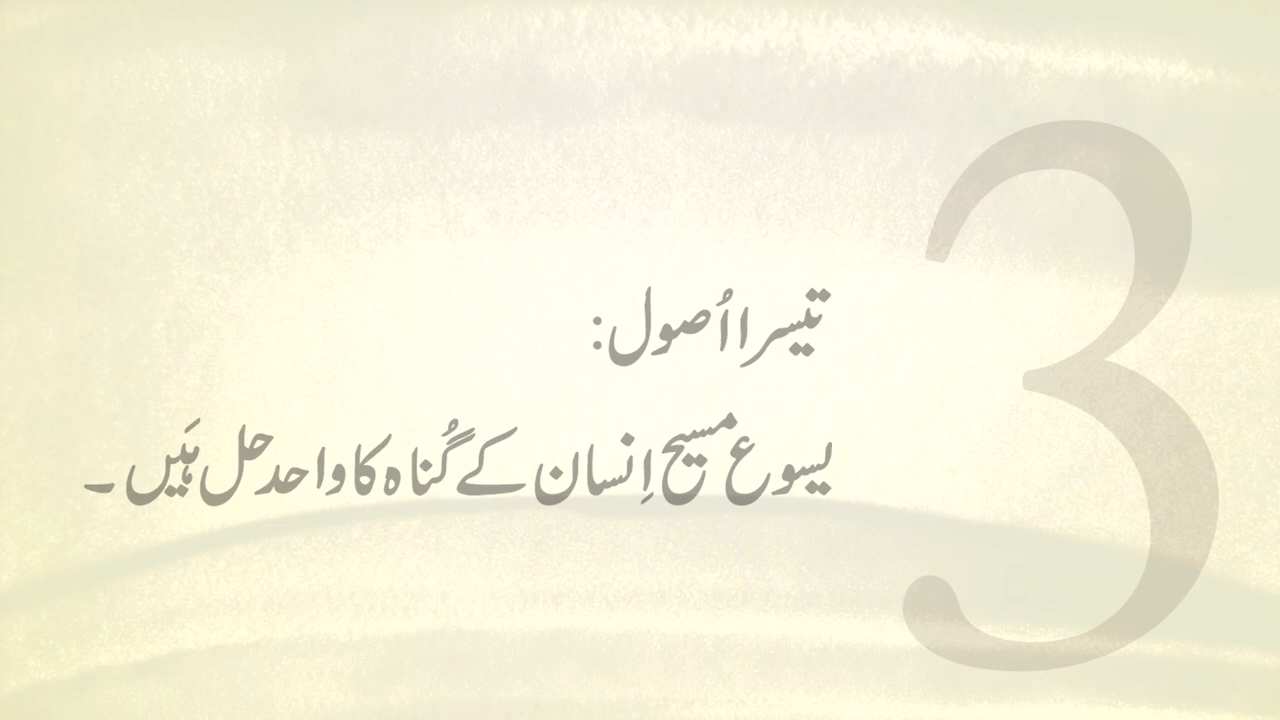 3
تیسرا اُصول:
یسوع مسیح اِنسان کے گُناہ کا واحد حل ہَیں ۔